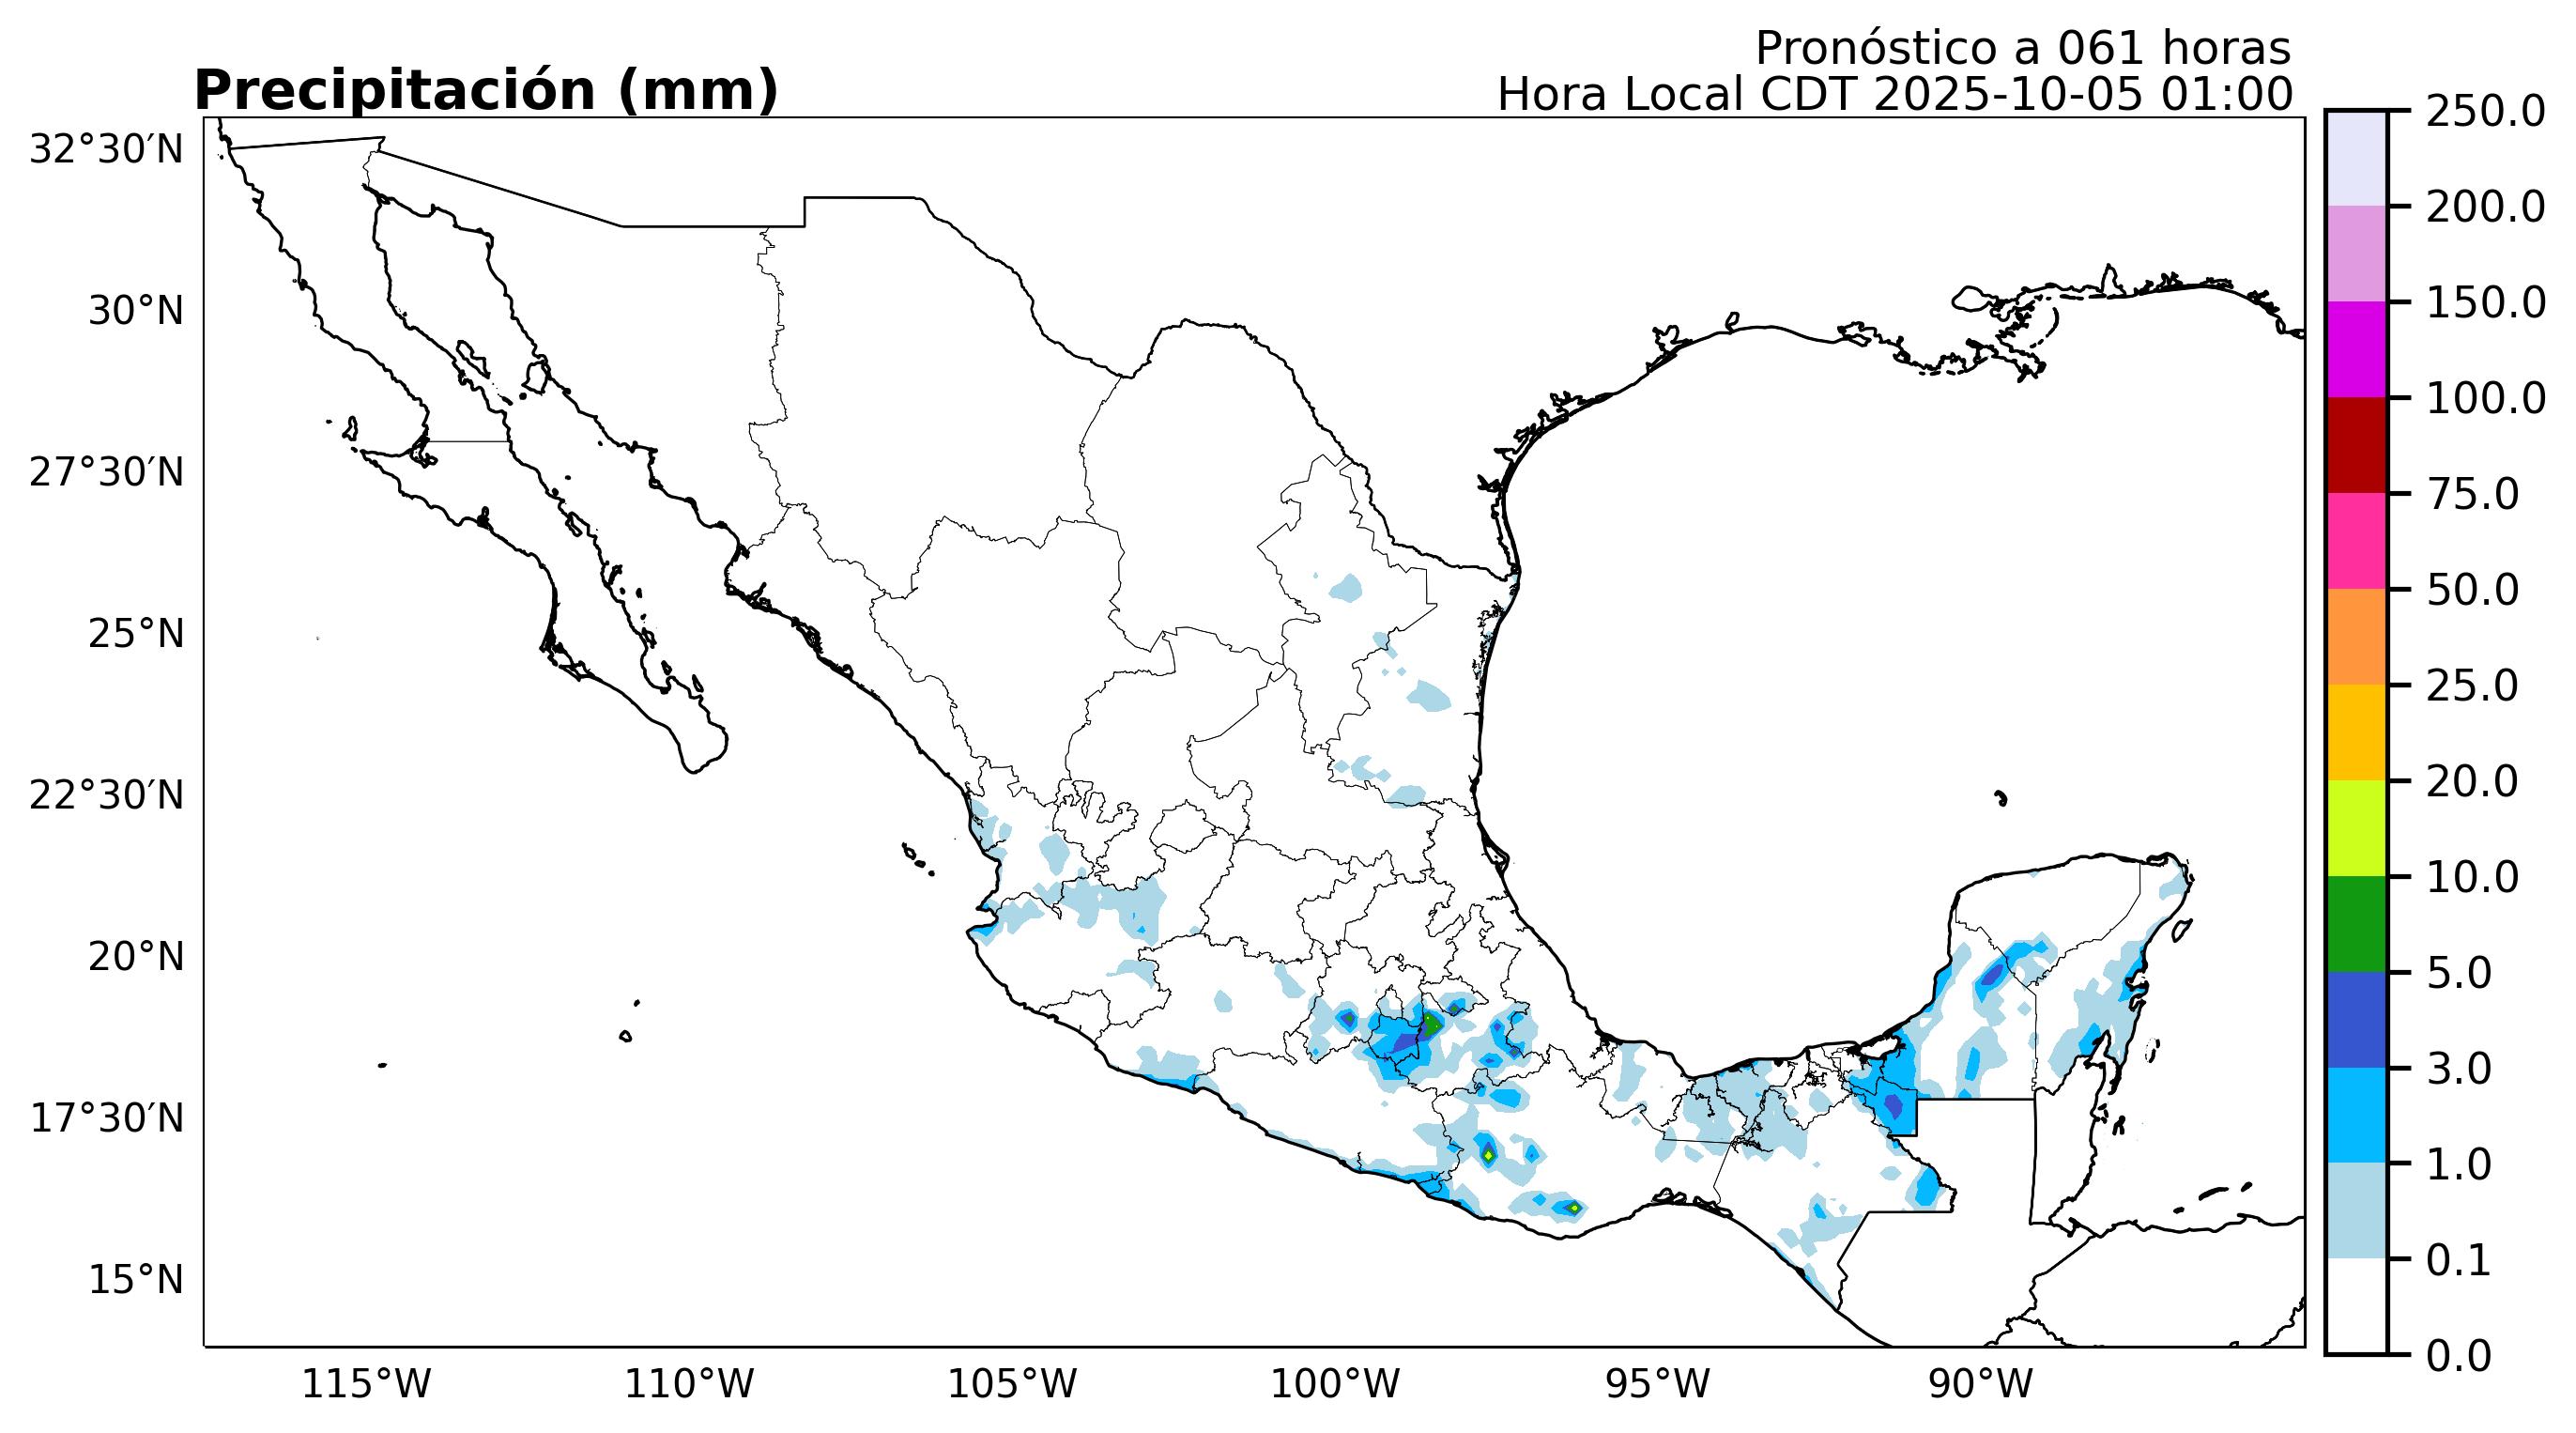 Pronóstico a 061 horas
Precipitación (mm)
Hora Local CDT 2025-10-05 01:00
32°30′N
30°N
27°30′N
25°N
22°30′N
20°N
17°30′N
15°N
115°W
110°W
105°W
100°W
95°W
90°W
250.0
200.0
150.0
100.0
75.0
50.0
25.0
20.0
10.0
5.0
3.0
1.0
0.1
0.0